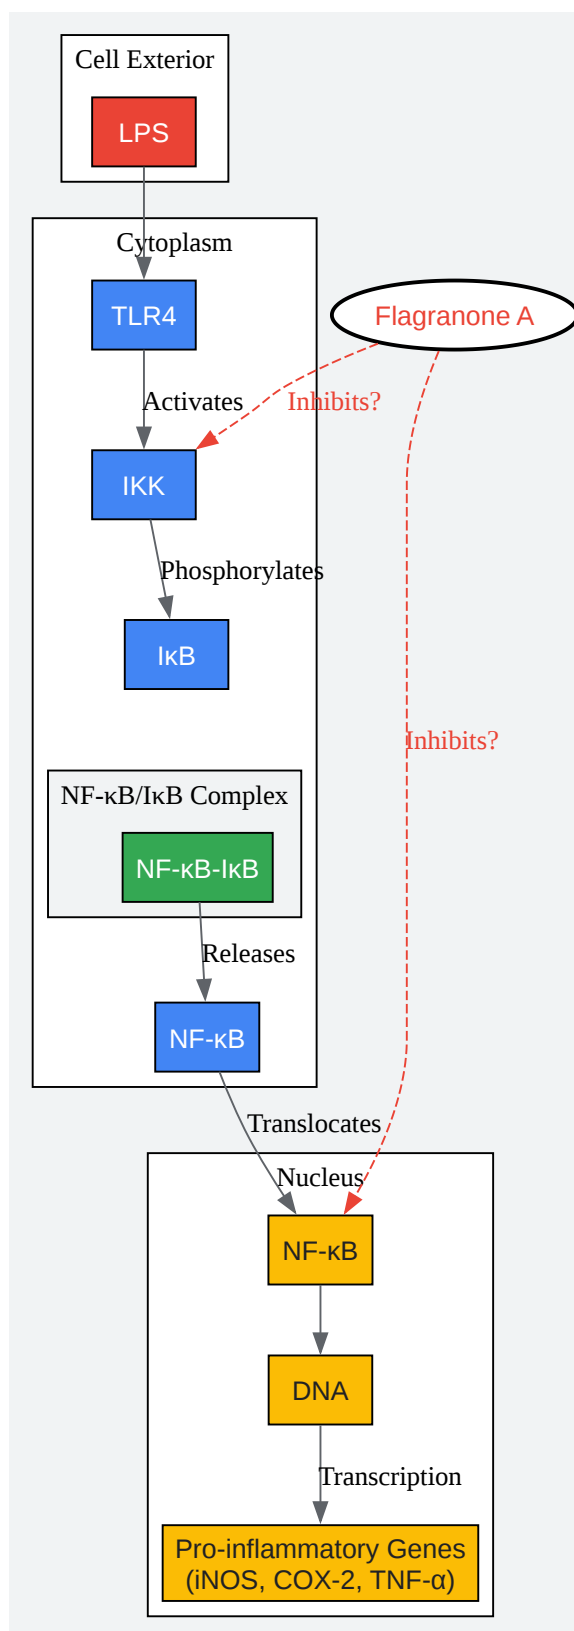 Cell Exterior
LPS
Cytoplasm
TLR4
Flagranone A
Activates
Inhibits?
IKK
Phosphorylates
IκB
Inhibits?
NF-κB/IκB Complex
NF-κB-IκB
Releases
NF-κB
Translocates
Nucleus
NF-κB
DNA
Transcription
Pro-inflammatory Genes
(iNOS, COX-2, TNF-α)